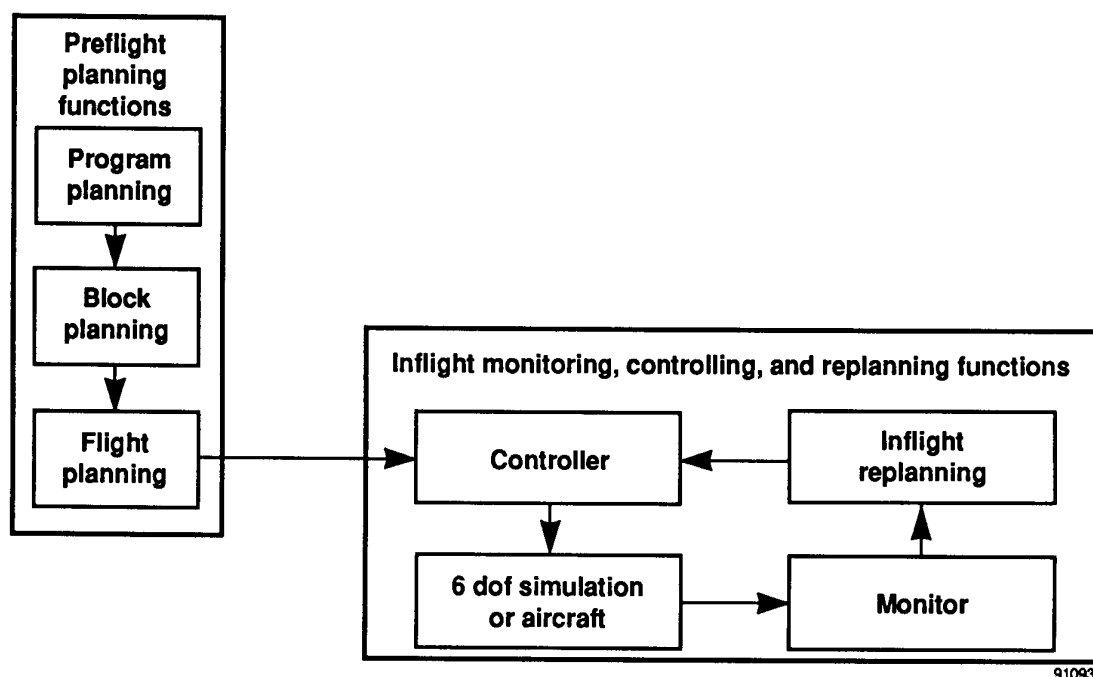 Preflight
planning
functions
Program
planning
Block
planning
Flight
planning
Inflight monitoring, controlling, and replanning functions
Controller
Inflight
replanning
6 dof simulation
or aircraft
Monitor
91093